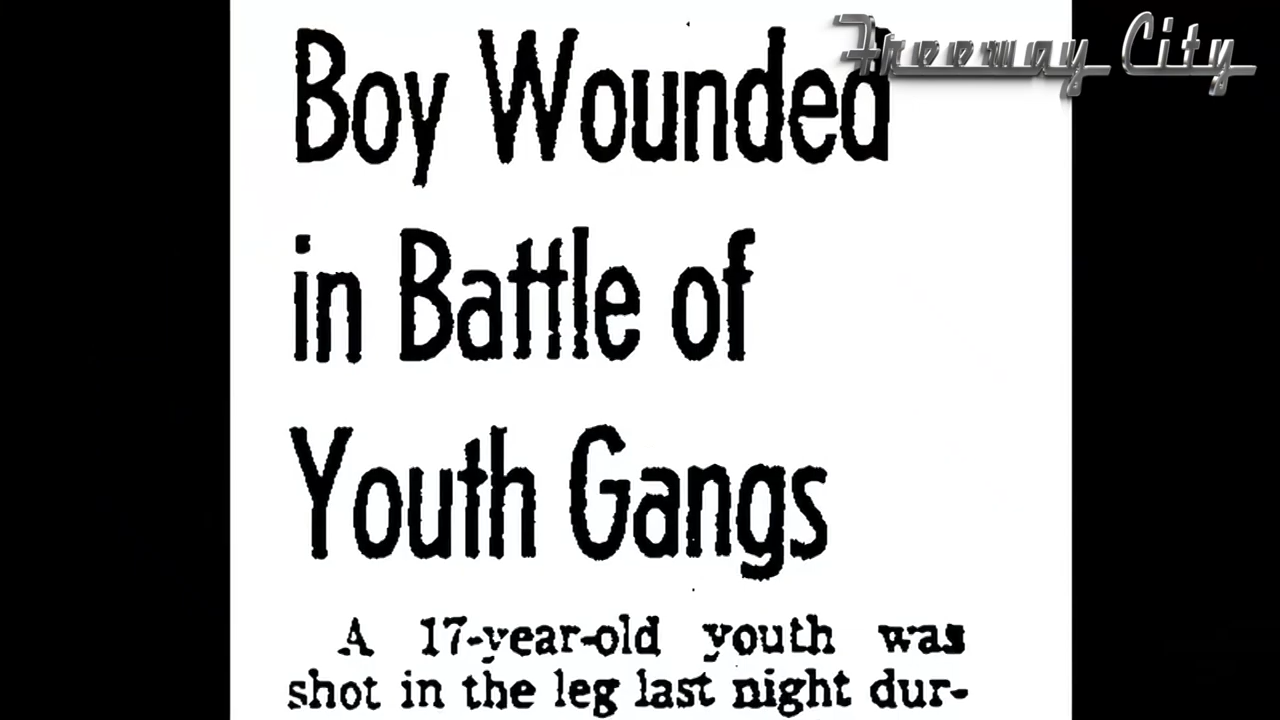 Freeway City
Boy Wounded
in Battle of
Youth Gangs
A 17-year-old youth was
shot in the leg last night dur-